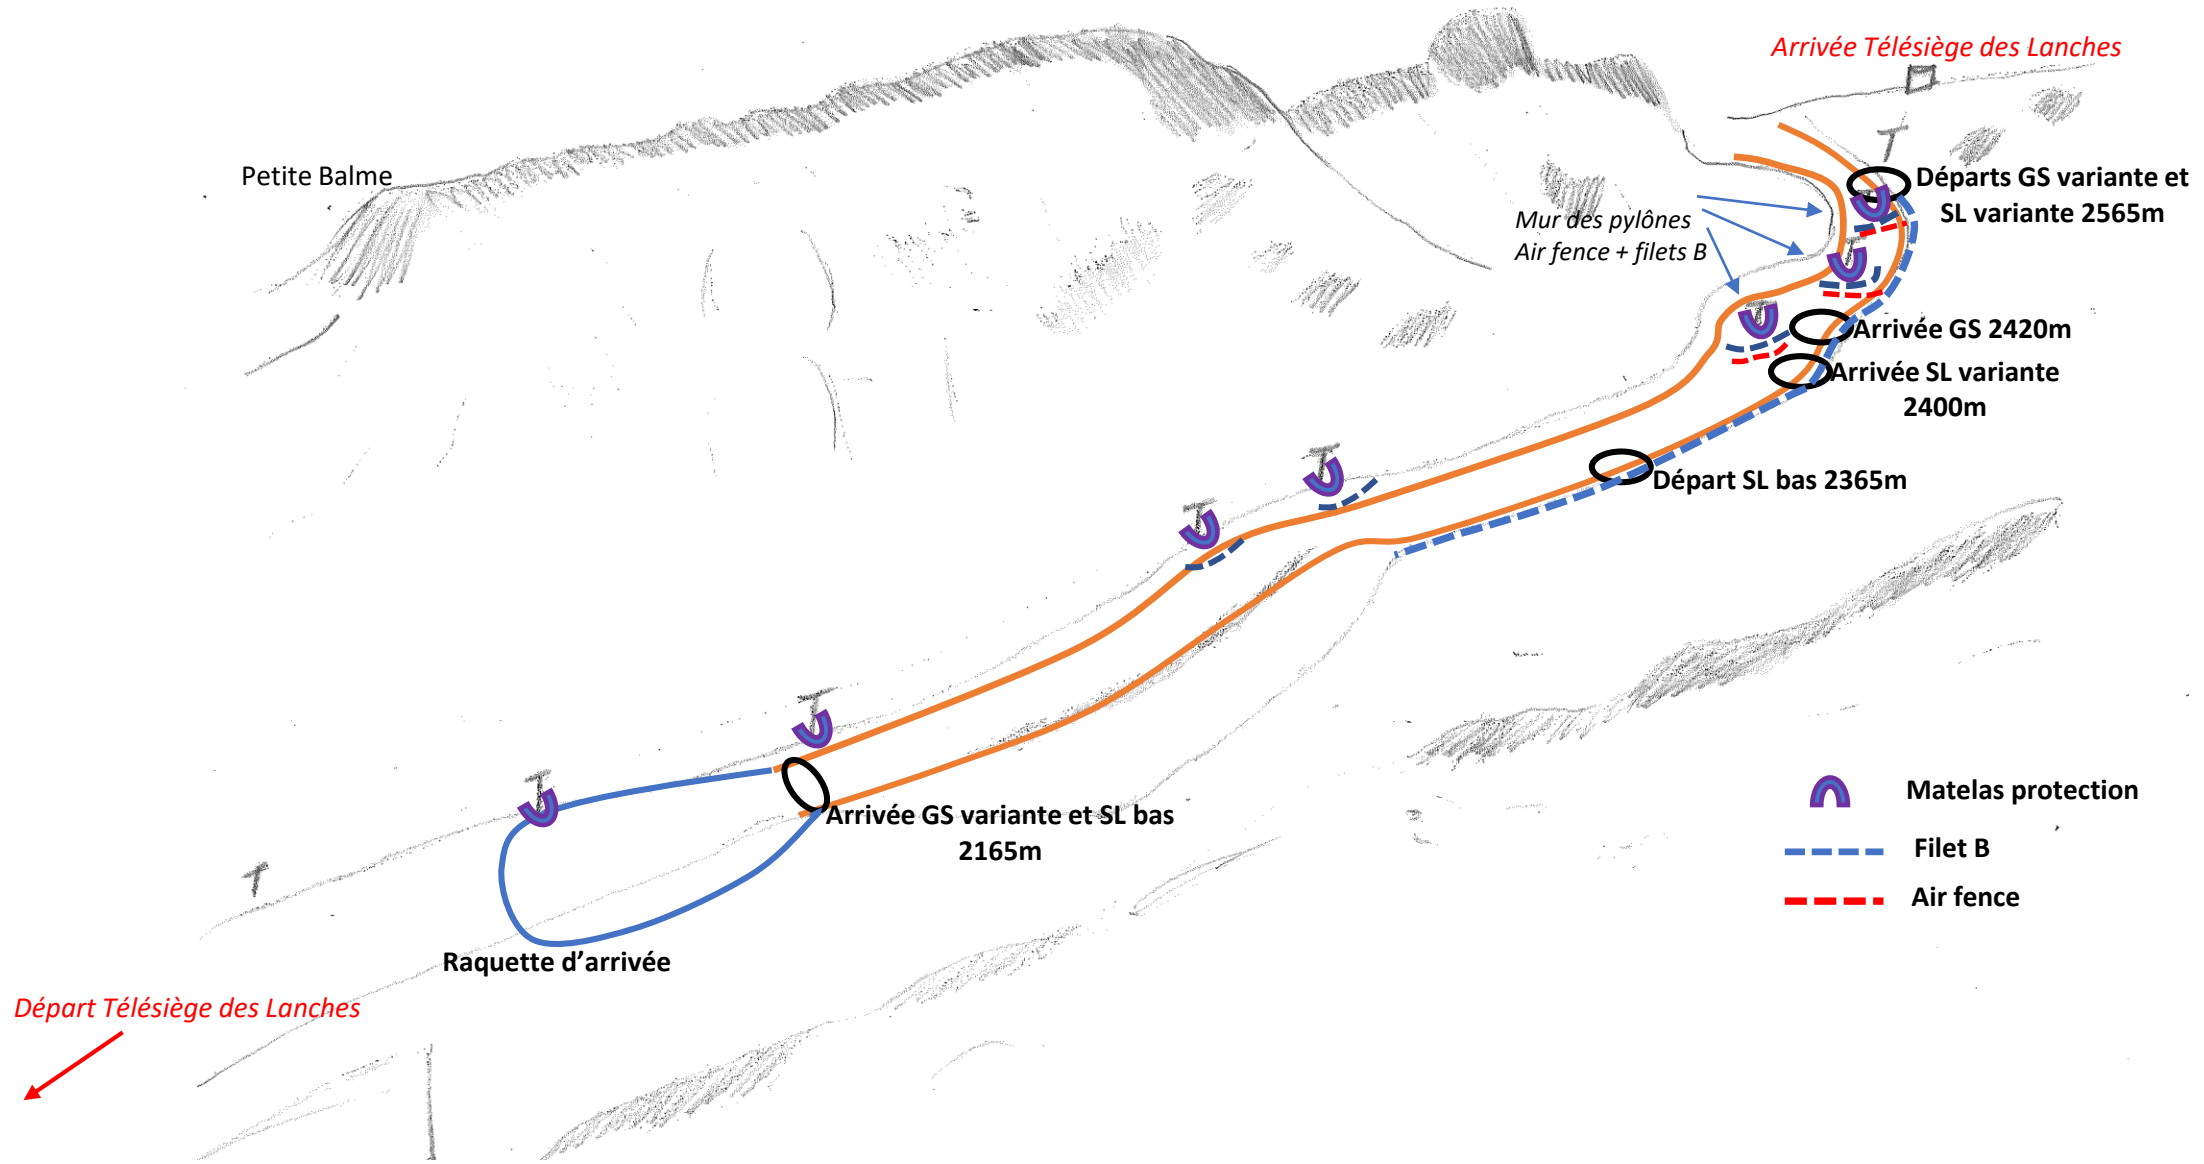 Arrivée Télésiège des Lanches
Petite Balme
Départs GS variante et
SL variante 2565m
Mur des pylônes
Air fence + filets B
Arrivée GS 2420m
Arrivée SL variante
2400m
Départ SL bas 2365m
Matelas protection
Arrivée GS variante et SL bas
2165m
Filet B
Air fence
Raquette d’arrivée
Départ Télésiège des Lanches